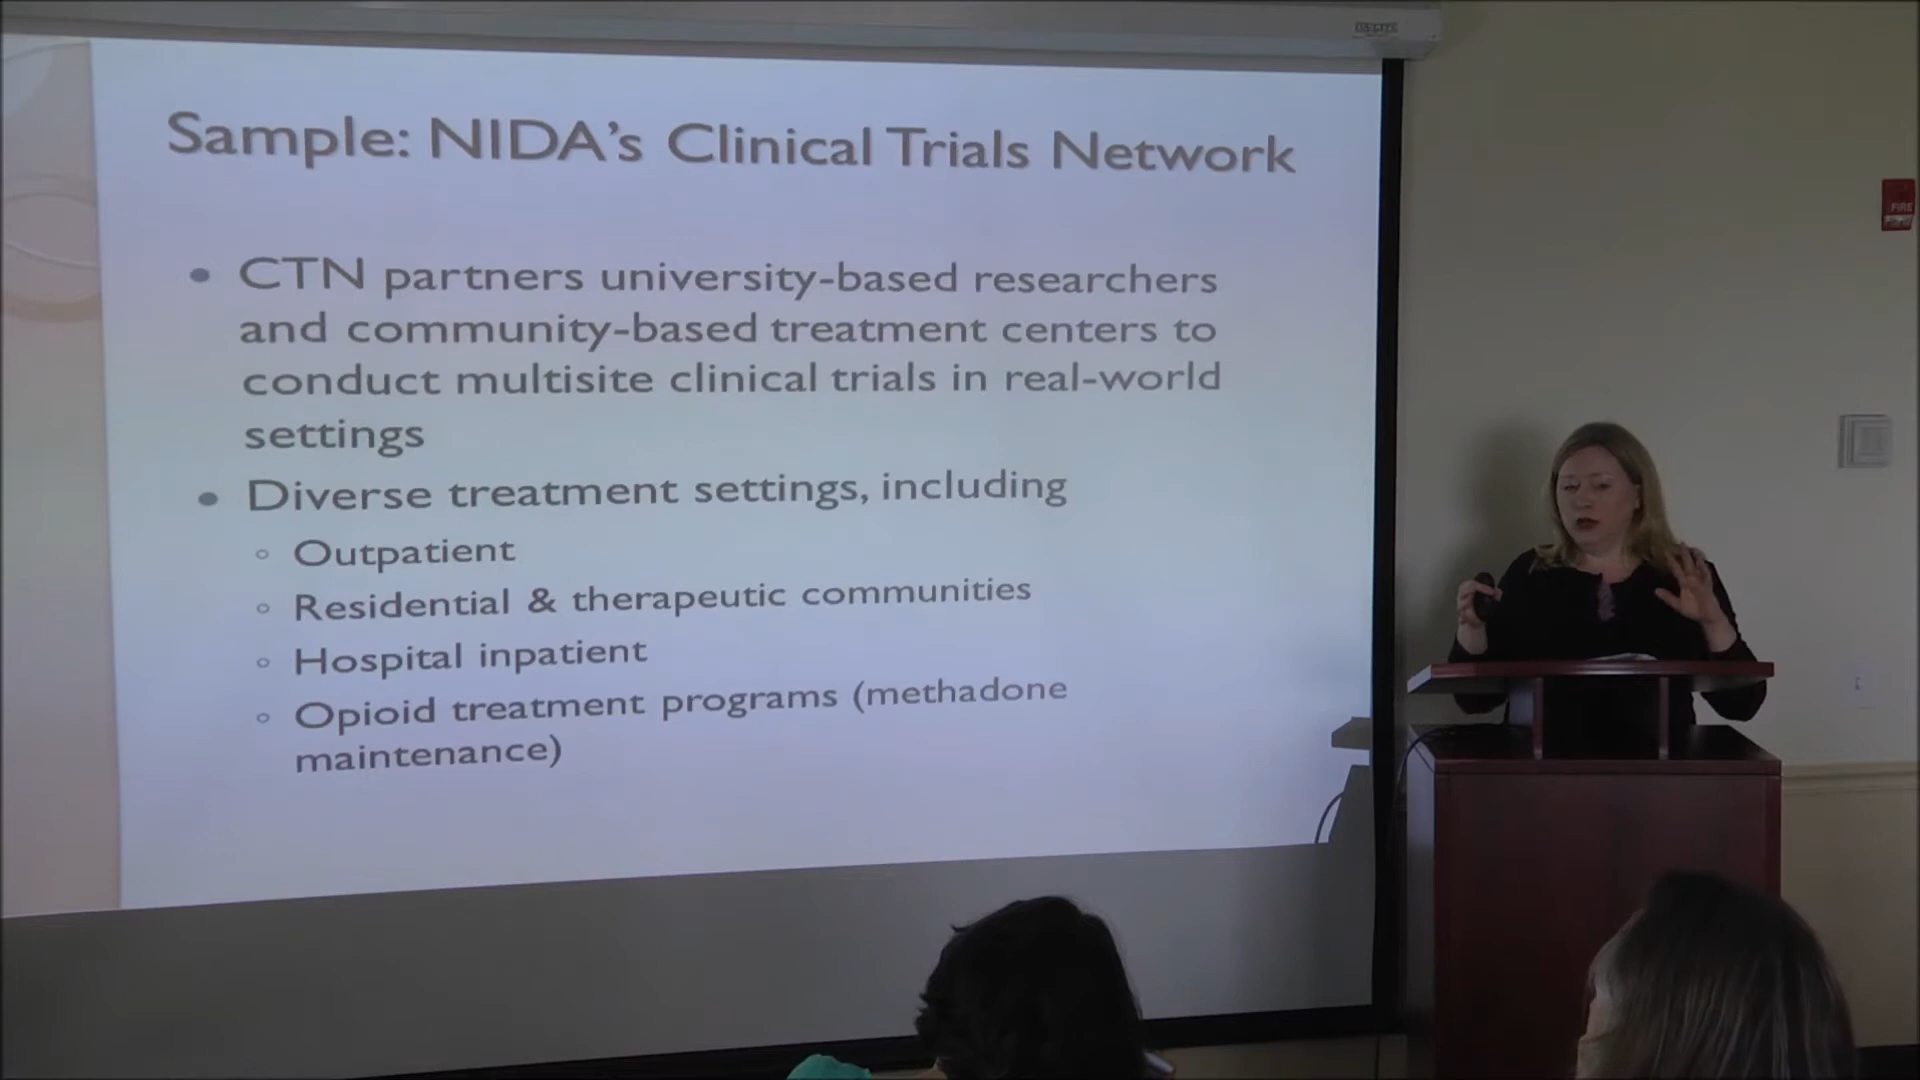 Sample: NIDA's Clinical Trials Network
• CTN partners university-based researchers
and community-based treatment centers to
conduct multisite clinical trials in real-world
settings
• Diverse treatment settings, including
○ Outpatient
○ Residential & therapeutic communities
○ Hospital inpatient
○ Opioid treatment programs (methadone
maintenance)
FIRE